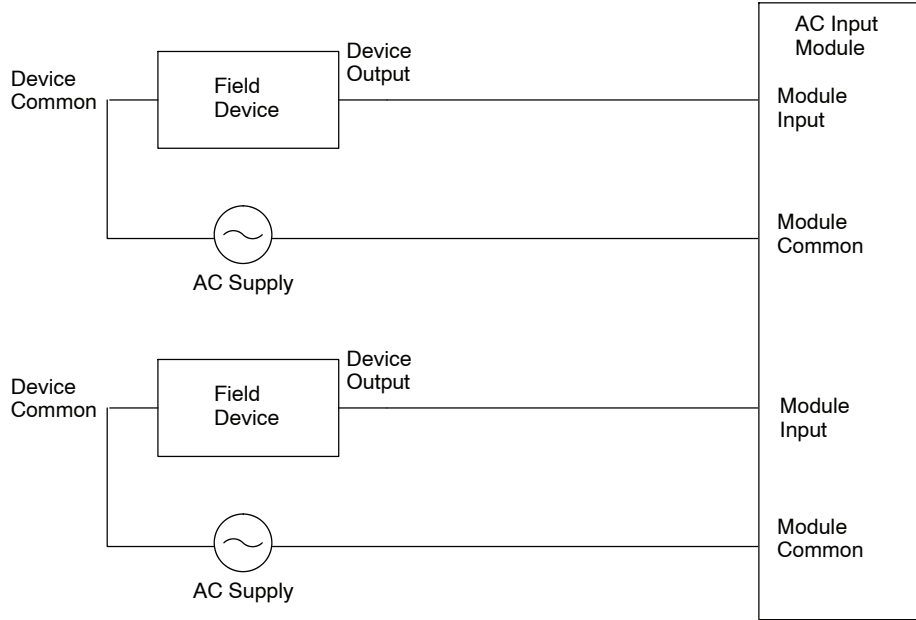 AC Input
Module
Device
Output
Device
Common
Field
Device
Module
Input
Module
Common
AC Supply
Device
Output
Device
Common
Field
Device
Module
Input
Module
Common
AC Supply